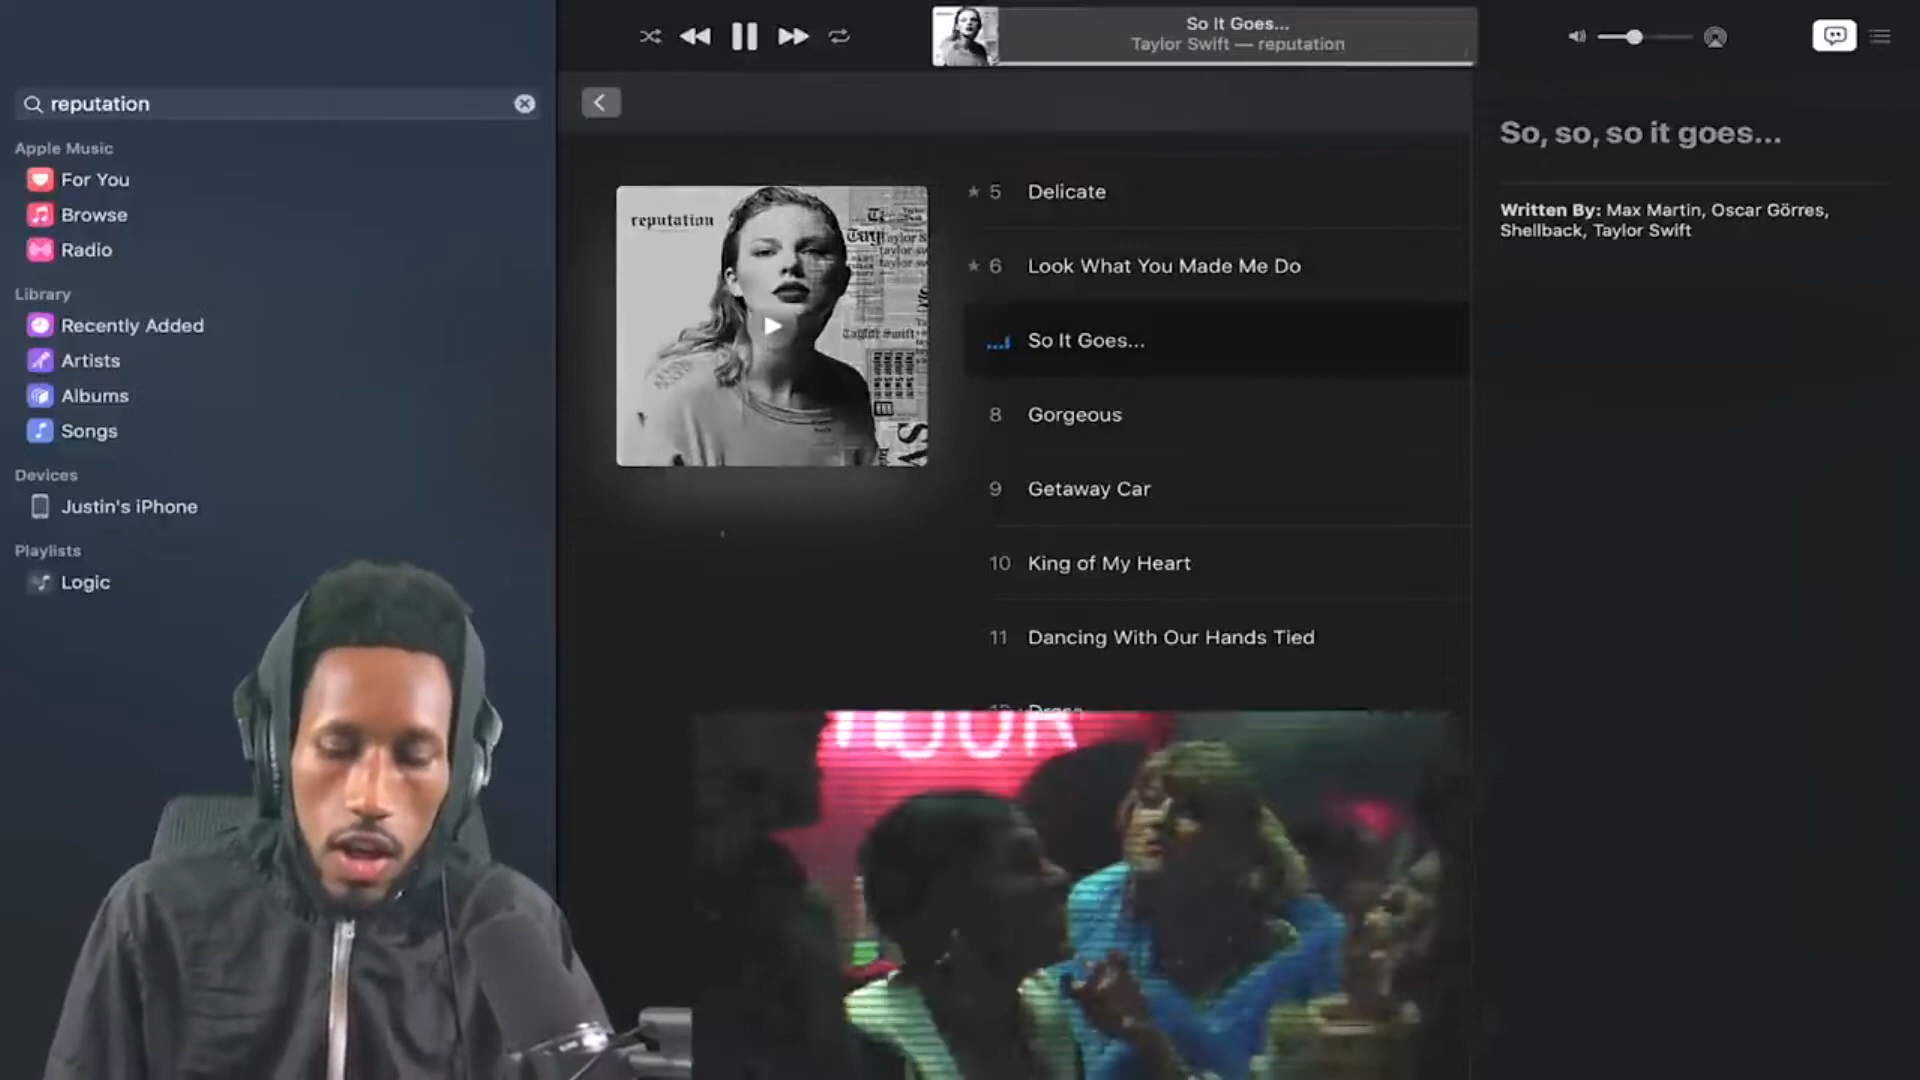 So It Goes...
Taylor Swift — reputation
reputation
Apple Music
For You
Browse
Radio
Library
Recently Added
Artists
Albums
Songs
Devices
Justin's iPhone
Playlists
Logic
reputation
Taylor Swift
5 Delicate
6 Look What You Made Me Do
So It Goes...
8 Gorgeous
9 Getaway Car
10 King of My Heart
11 Dancing With Our Hands Tied
So, so, so it goes...
Written By: Max Martin, Oscar Görres,
Shellback, Taylor Swift